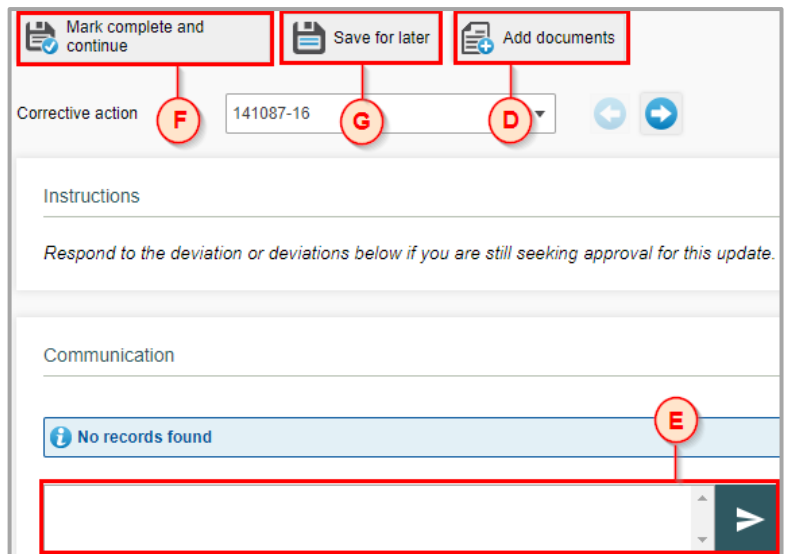 Mark complete and
continue
Save for later
Add documents
F
G
D
Corrective action
141087-16
Instructions
Respond to the deviation or deviations below if you are still seeking approval for this update.
Communication
E
No records found